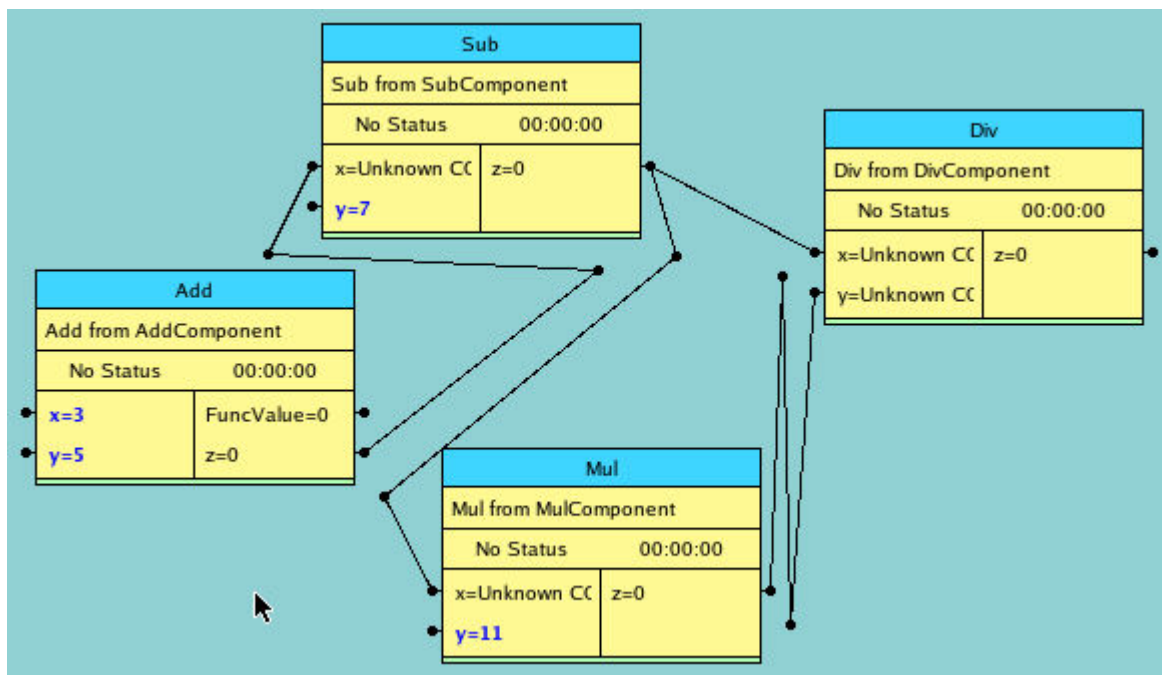 Sub
Sub from SubComponent
No Status 00:00:00
x=Unknown CC z=0
y=7
Div
Div from DivComponent
No Status 00:00:00
x=Unknown CC z=0
y=Unknown CC
Add
Add from AddComponent
No Status 00:00:00
x=3 FuncValue=0
y=5 z=0
Mul
Mul from MulComponent
No Status 00:00:00
x=Unknown CC z=0
y=11